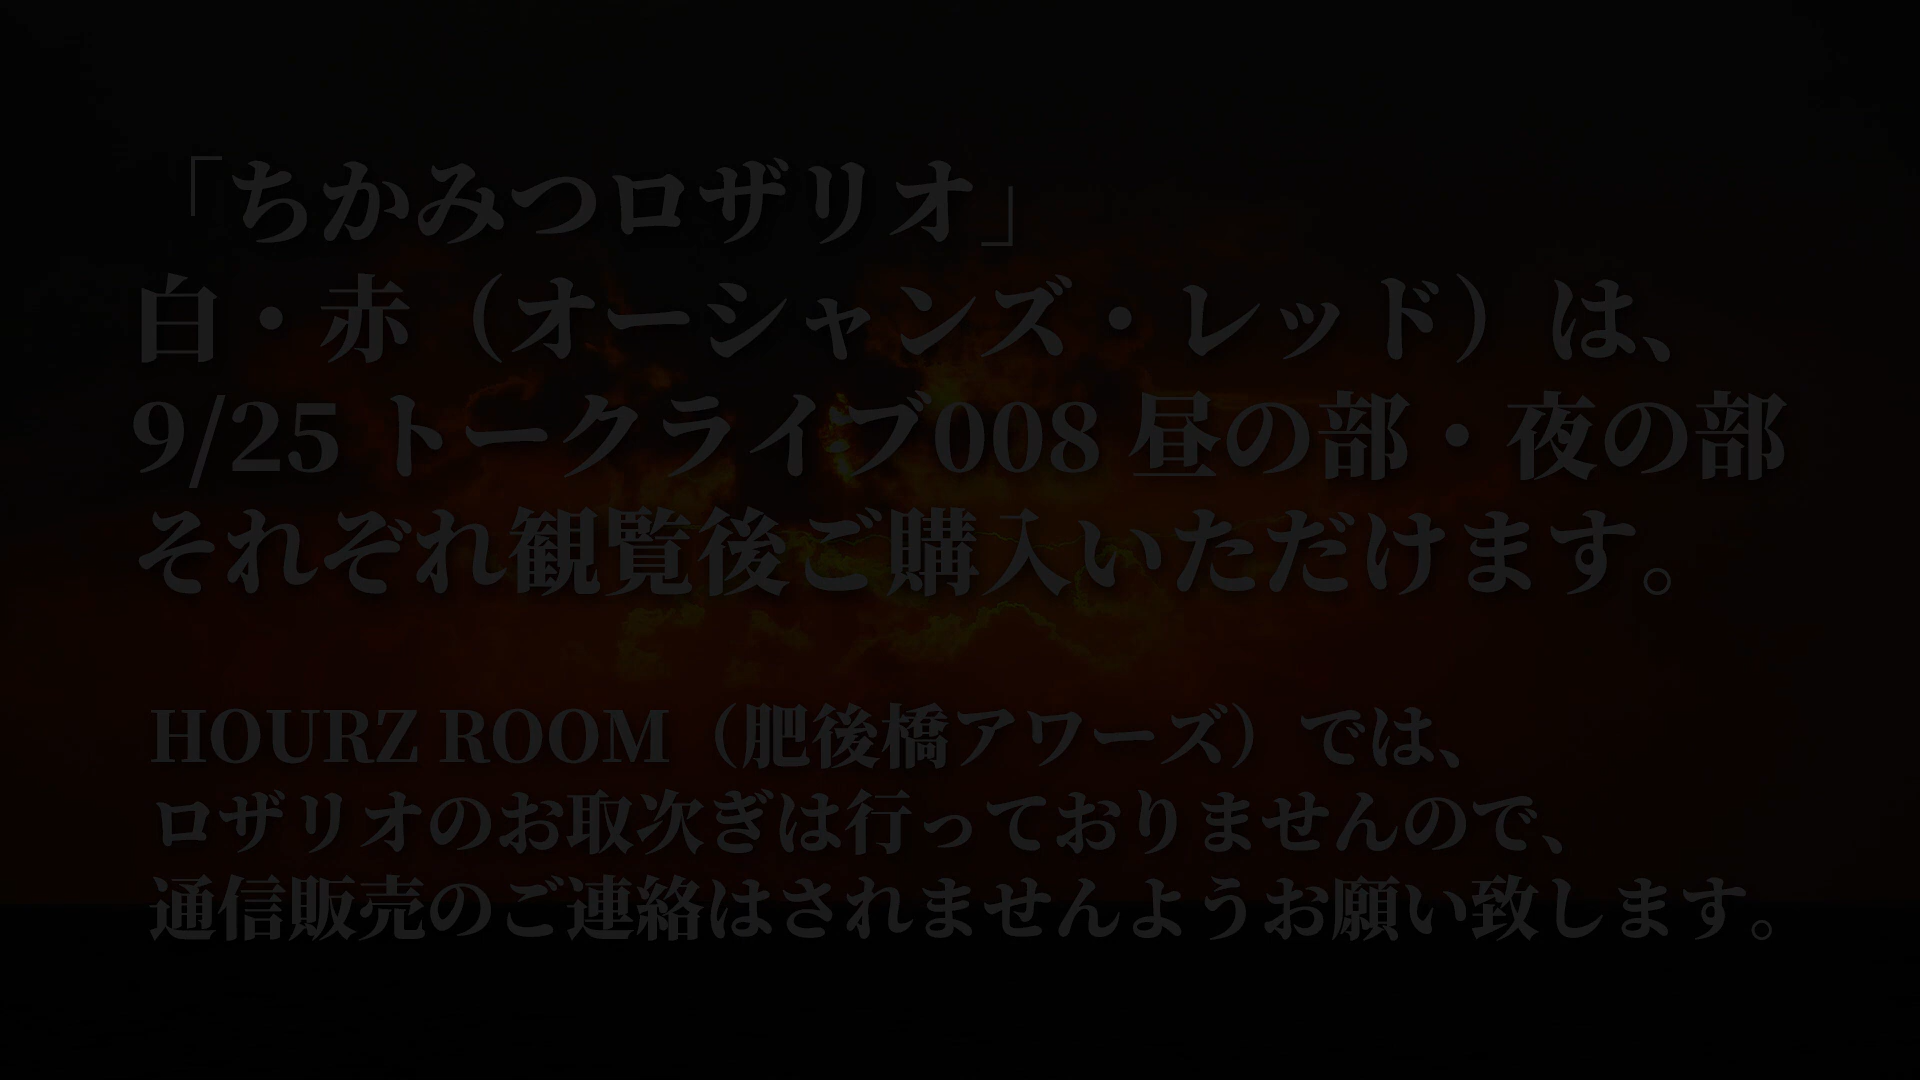 「ちかみつロザリオ」
白・赤（オーシャンズ・レッド）は、
9/25 トークライブ008 昼の部・夜の部
それぞれ観覧後ご購入いただけます。
HOURZ ROOM（肥後橋アワーズ）では、
ロザリオのお取次ぎは行っておりませんので、
通信販売のご連絡はされませんようお願い致します。